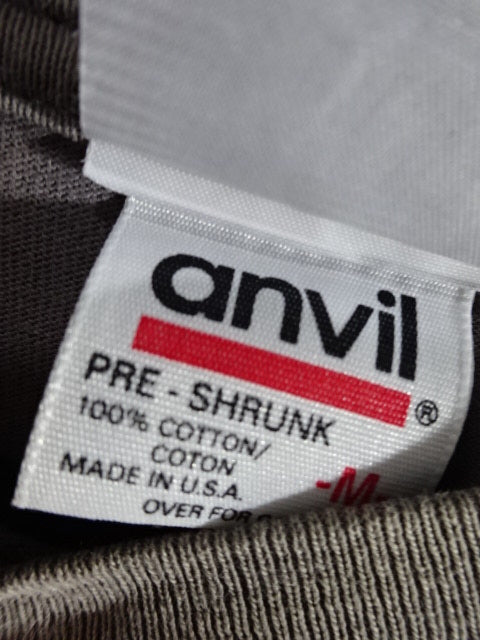 anvil®
PRE-SHRUNK
100% COTTON/
COTON
MADE IN U.S.A.
-M-
OVER FOR